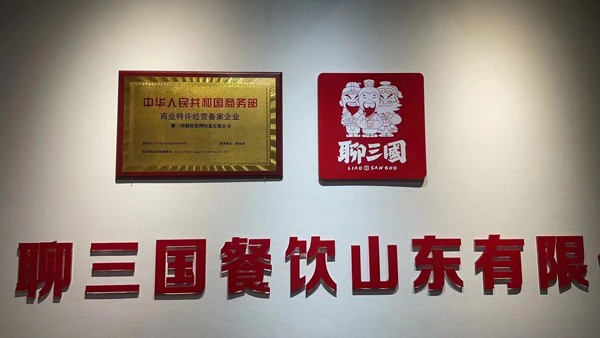 中华人民共和国商务部
商业特许经营备案企业
聊三國
LIAO SAN GUO
聊三国餐饮山东有限